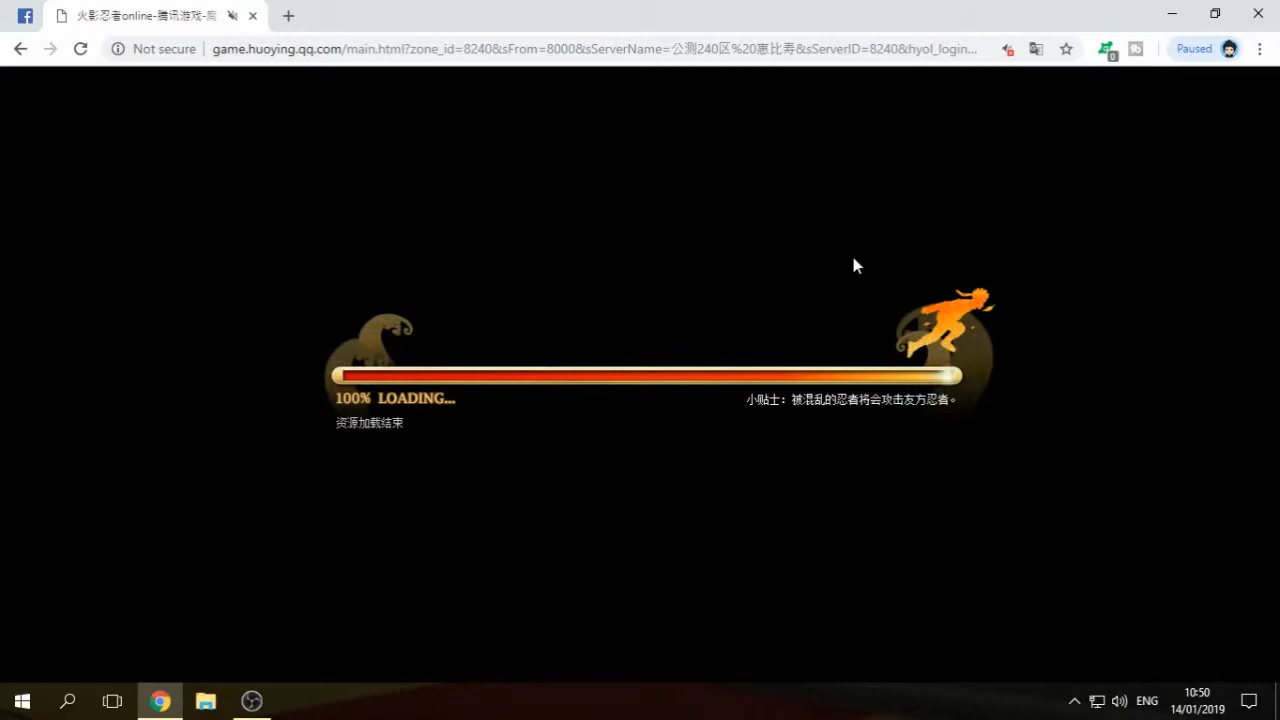 火影忍者online-腾讯游戏-
Not secure
game.huoying.qq.com/main.html?zone_id=8240&sFrom=8000&sServerName=公测240区%20惠比寿&sServerID=8240&hyol_login...
0
Paused
100% LOADING...
小贴士：被混乱的忍者将会攻击友方忍者。
资源加载结束
ENG
10:50
14/01/2019